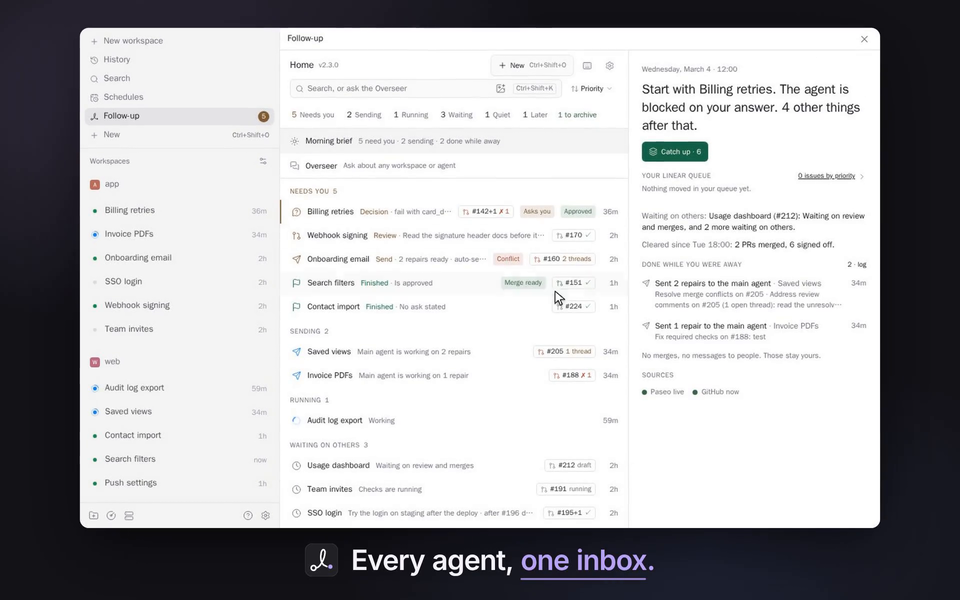 New workspace
History
Search
Schedules
Follow-up 5
New Ctrl+Shift+O
Workspaces
A app
Billing retries 36m
Invoice PDFs 34m
Onboarding email 2h
SSO login 2h
Webhook signing 2h
Team invites 2h
W web
Audit log export 59m
Saved views 34m
Contact import 1h
Search filters now
Push settings 1h
Follow-up
Home v2.3.0
New Ctrl+Shift+O
Search, or ask the Overseer Ctrl+Shift+K Priority
5 Needs you 2 Sending 1 Running 3 Waiting 1 Quiet 1 Later 1 to archive
Morning brief 5 need you · 2 sending · 2 done while away
Overseer Ask about any workspace or agent
NEEDS YOU 5
Billing retries Decision · fail with card_d··· #142+1 ✗ 1 Asks you Approved 36m
Webhook signing Review · Read the signature header docs before it··· #170 ✓ 2h
Onboarding email Send · 2 repairs ready · auto-se··· Conflict #160 2 threads 2h
Search filters Finished · Is approved Merge ready #151 ✓ 1h
Contact import Finished · No ask stated #224 ✓ 1h
SENDING 2
Saved views Main agent is working on 2 repairs #205 1 thread 34m
Invoice PDFs Main agent is working on 1 repair #188 ✗ 1 34m
RUNNING 1
Audit log export Working 59m
WAITING ON OTHERS 3
Usage dashboard Waiting on review and merges #212 draft 2h
Team invites Checks are running #191 running 2h
SSO login Try the login on staging after the deploy · after #196 d··· #195+1 ✓ 2h
Wednesday, March 4 · 12:00
Start with Billing retries. The agent is
blocked on your answer. 4 other things
after that.
Catch up · 6
YOUR LINEAR QUEUE 0 issues by priority
Nothing moved in your queue yet.
Waiting on others: Usage dashboard (#212): Waiting on review
and merges, and 2 more waiting on others.
Cleared since Tue 18:00: 2 PRs merged, 6 signed off.
DONE WHILE YOU WERE AWAY 2 · log
Sent 2 repairs to the main agent · Saved views 34m
Resolve merge conflicts on #205 · Address review
comments on #205 (1 open thread): read the unresolv···
Sent 1 repair to the main agent · Invoice PDFs 34m
Fix required checks on #188: test
No merges, no messages to people. Those stay yours.
SOURCES
Paseo live GitHub now
Every agent, one inbox.